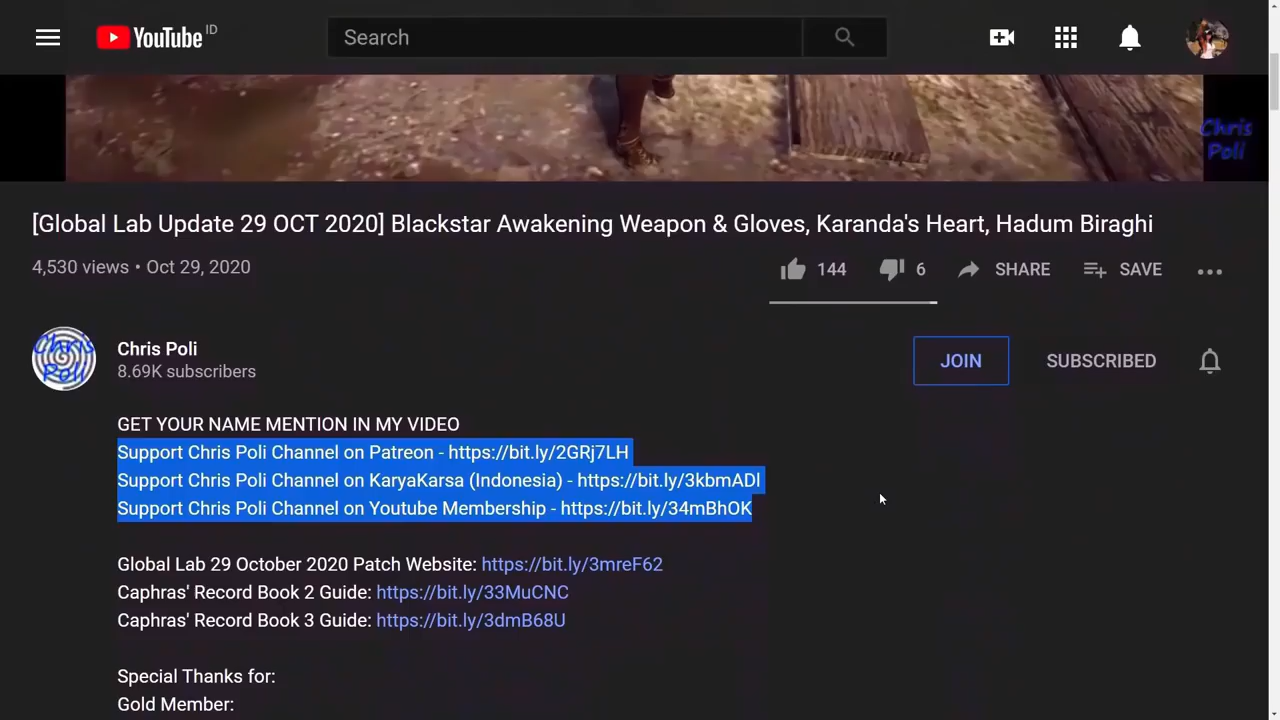 YouTube ID
Search
Chris
Poli
[Global Lab Update 29 OCT 2020] Blackstar Awakening Weapon & Gloves, Karanda's Heart, Hadum Biraghi
4,530 views • Oct 29, 2020
144
6
SHARE
SAVE
Chris
Poli
Chris Poli
8.69K subscribers
JOIN
SUBSCRIBED
GET YOUR NAME MENTION IN MY VIDEO
Support Chris Poli Channel on Patreon - https://bit.ly/2GRj7LH
Support Chris Poli Channel on KaryaKarsa (Indonesia) - https://bit.ly/3kbmADl
Support Chris Poli Channel on Youtube Membership - https://bit.ly/34mBhOK
Global Lab 29 October 2020 Patch Website: https://bit.ly/3mreF62
Caphras' Record Book 2 Guide: https://bit.ly/33MuCNC
Caphras' Record Book 3 Guide: https://bit.ly/3dmB68U
Special Thanks for:
Gold Member: